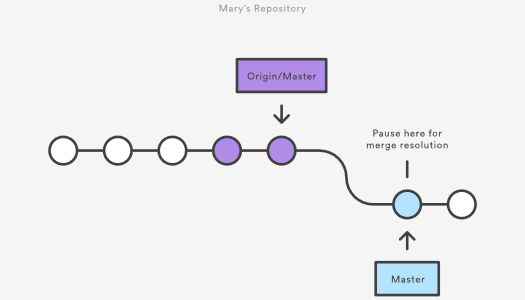 Mary's Repository
Origin/Master
Pause here for
merge resolution
Master